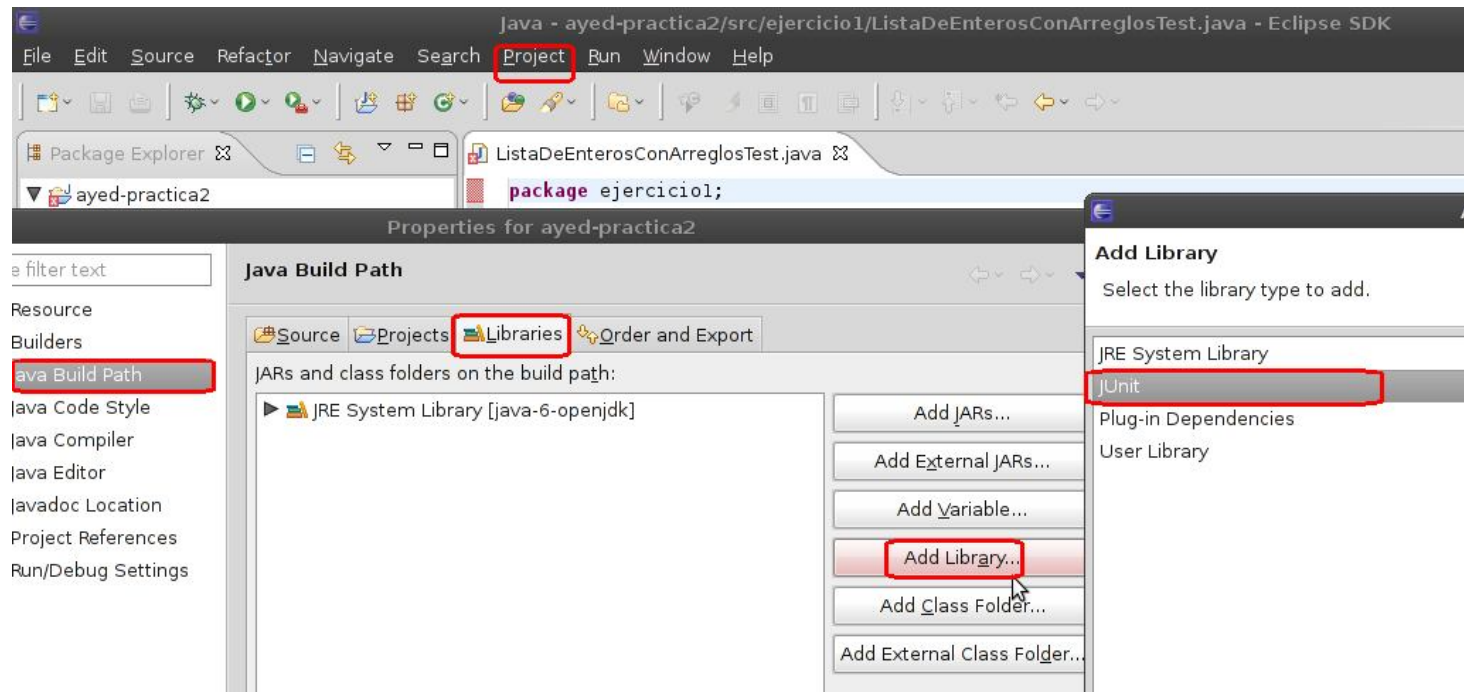 Java - ayed-practica2/src/ejercicio1/ListaDeEnterosConArreglosTest.java - Eclipse SDK
File Edit Source Refactor Navigate Search Project Run Window Help
Package Explorer
ListaDeEnterosConArreglosTest.java
ayed-practica2
package ejercicio1;
Properties for ayed-practica2
e filter text
Resource
Builders
ava Build Path
Java Code Style
Java Compiler
Java Editor
Javadoc Location
Project References
Run/Debug Settings
Java Build Path
Source Projects Libraries Order and Export
JARs and class folders on the build path:
JRE System Library [java-6-openjdk]
Add JARs...
Add External JARs...
Add Variable...
Add Library...
Add Class Folder...
Add External Class Folder...
Add Library
Select the library type to add.
JRE System Library
JUnit
Plug-in Dependencies
User Library